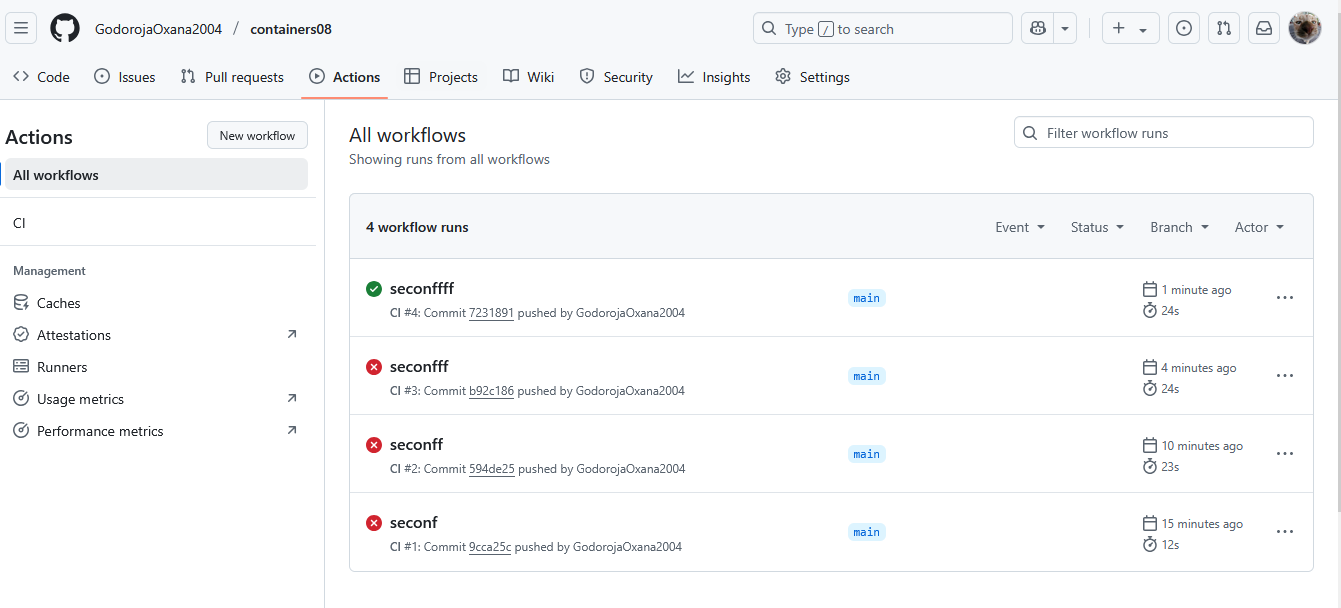 GodorojaOxana2004 / containers08
Type / to search
Code Issues Pull requests Actions Projects Wiki Security Insights Settings
Actions
New workflow
All workflows
CI
Management
Caches
Attestations
Runners
Usage metrics
Performance metrics
All workflows
Showing runs from all workflows
Filter workflow runs
4 workflow runs
Event Status Branch Actor
seconffff
CI #4: Commit 7231891 pushed by GodorojaOxana2004
main
1 minute ago
24s
seconfff
CI #3: Commit b92c186 pushed by GodorojaOxana2004
main
4 minutes ago
24s
seconff
CI #2: Commit 594de25 pushed by GodorojaOxana2004
main
10 minutes ago
23s
seconf
CI #1: Commit 9cca25c pushed by GodorojaOxana2004
main
15 minutes ago
12s